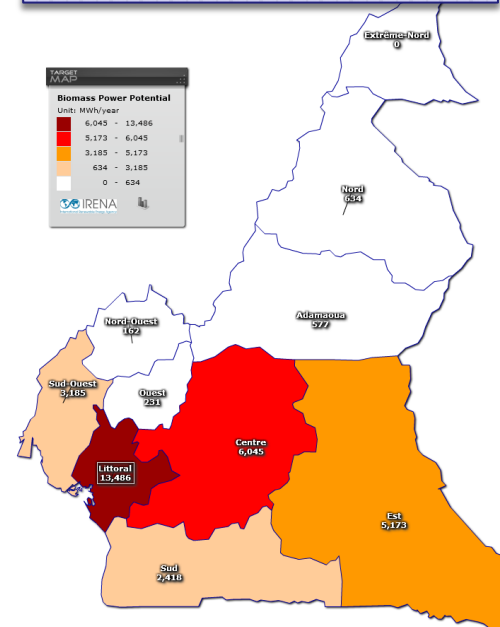 Extrême-Nord
0
TARGET
MAP
Biomass Power Potential
Unit: MWh/year
6,045 - 13,486
5,173 - 6,045
3,185 - 5,173
634 - 3,185
0 - 634
IRENA
Nord
634
Adamaoua
527
Nord-Ouest
162
Sud-Ouest
3,185
Ouest
231
Centre
6,045
Littoral
13,486
Est
5,173
Sud
2,418